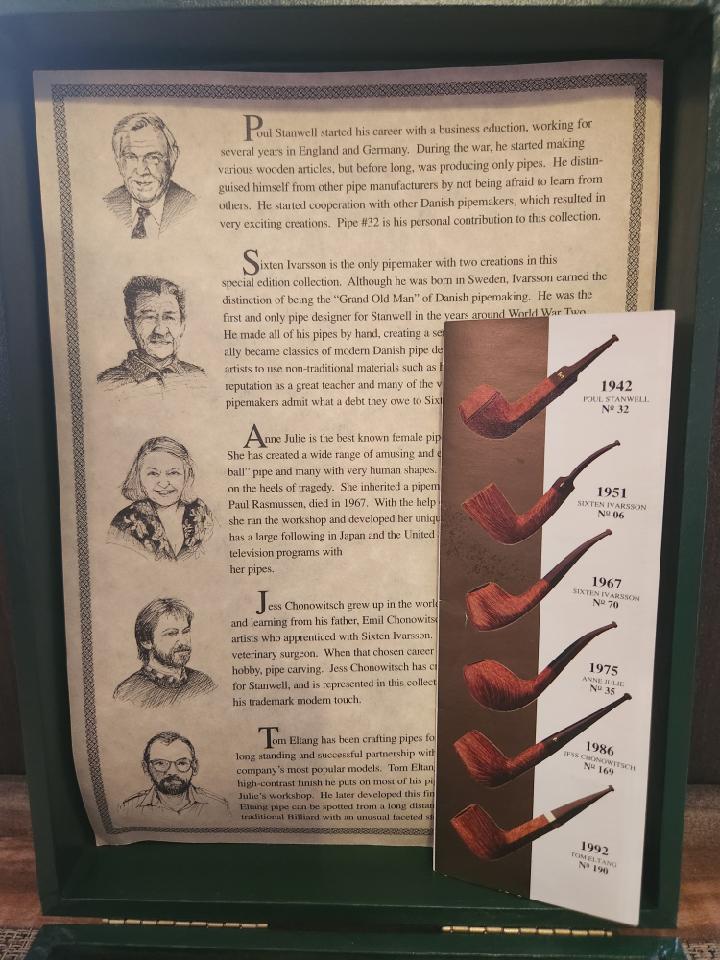 Poul Stanwell started his career with a business eduction, working for
several years in England and Germany. During the war, he started making
various wooden articles, but before long, was producing only pipes. He distin-
guised himself from other pipe manufacturers by not being afraid to learn from
others. He started cooperation with other Danish pipemakers, which resulted in
very exciting creations. Pipe #32 is his personal contribution to this collection.
Sixten Ivarsson is the only pipemaker with two creations in this
special edition collection. Although he was born in Sweden, Ivarsson earned the
distinction of being the "Grand Old Man" of Danish pipemaking. He was the
first and only pipe designer for Stanwell in the years around World War Two.
He made all of his pipes by hand, creating a
ally became classics of modern Danish pipe
artists to use non-traditional materials such as
reputation as a great teacher and many of the
pipemakers admit what a debt they owe to
Anne Julie is the best known female
She has created a wide range of amusing and
ball" pipe and many with very human shapes.
on the heels of tragedy. She inherited a
Paul Rasmussen, died in 1967. With the help
she ran the workshop and developed her
has a large following in Japan and the United
television programs with
her pipes.
Jess Chonowitsch grew up in the
and learning from his father, Emil
artists who apprenticed with Sixten Ivarsson.
veterinary surgeon. When that chosen career
hobby, pipe carving. Jess Chonowitsch has
for Stanwell, and is represented in this
his trademark modern touch.
Tom Eltang has been crafting pipes
long standing and successful partnership
company's most popular models. Tom
high-contrast finish he puts on most of his
Julie's workshop. He later developed this
Eltang pipe can be spotted from a long
traditional Billiard with an unusual faceted
1942
POUL STANWELL
Nº 32
1951
SIXTEN IVARSSON
Nº 06
1967
SIXTEN IVARSSON
Nº 70
1975
ANNE JULIE
Nº 35
1986
JESS CHONOWITSCH
Nº 169
1992
TOM ELTANG
Nº 190